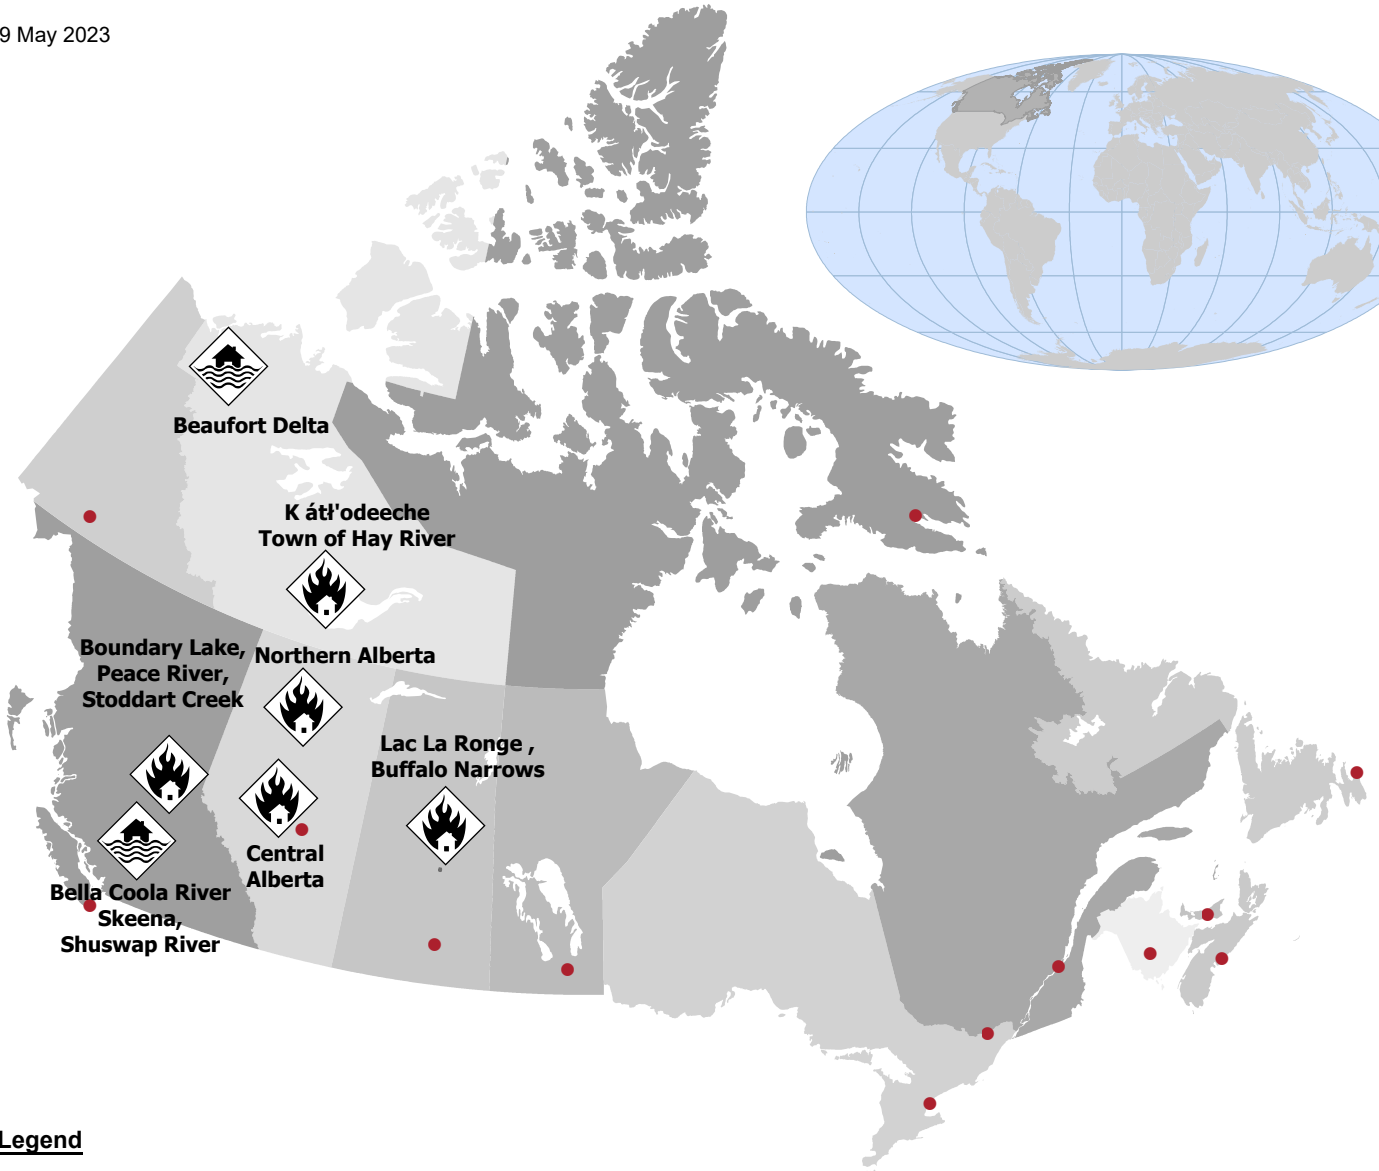 9 May 2023
Beaufort Delta
K átł'odeeche
Town of Hay River
Boundary Lake,
Peace River,
Stoddart Creek
Northern Alberta
Lac La Ronge ,
Buffalo Narrows
Central
Alberta
Bella Coola River
Skeena,
Shuswap River
Legend